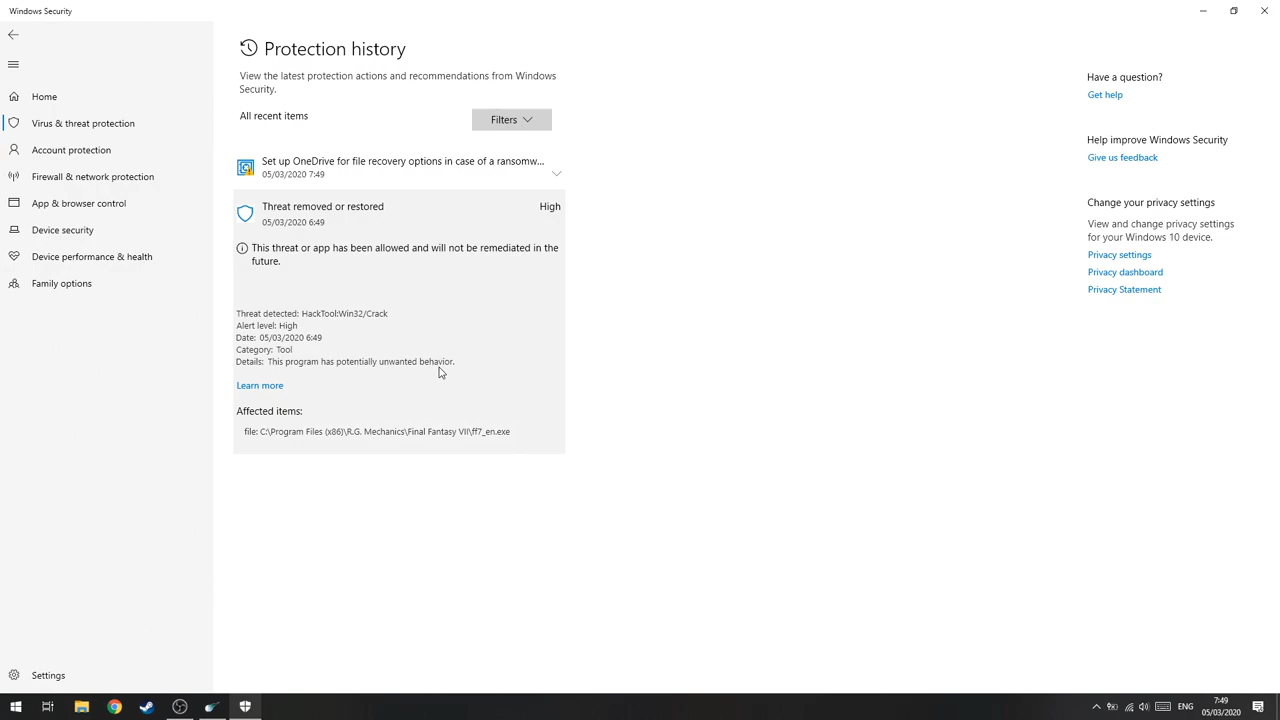 Windows Security
Home
Virus & threat protection
Account protection
Firewall & network protection
App & browser control
Device security
Device performance & health
Family options
Settings
Protection history
View the latest protection actions and recommendations from Windows
Security.
All recent items
Filters
Set up OneDrive for file recovery options in case of a ransomw...
05/03/2020 7:49
Threat removed or restored
High
05/03/2020 6:49
This threat or app has been allowed and will not be remediated in the
future.
Threat detected: HackTool:Win32/Crack
Alert level: High
Date: 05/03/2020 6:49
Category: Tool
Details: This program has potentially unwanted behavior.
Learn more
Affected items:
file: C:\Program Files (x86)\R.G. Mechanics\Final Fantasy VII\ff7_en.exe
Have a question?
Get help
Help improve Windows Security
Give us feedback
Change your privacy settings
View and change privacy settings
for your Windows 10 device.
Privacy settings
Privacy dashboard
Privacy Statement
ENG
7:49
05/03/2020